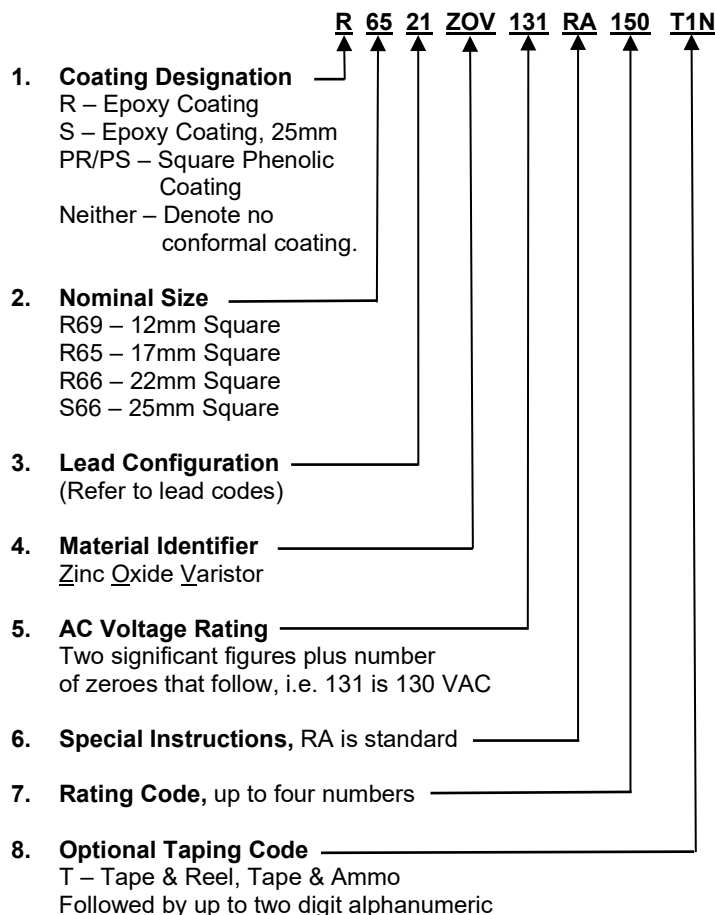 R 65 21 ZOV 131 RA 150 T1N
1. Coating Designation
R – Epoxy Coating
S – Epoxy Coating, 25mm
PR/PS – Square Phenolic
Coating
Neither – Denote no
conformal coating.
2. Nominal Size
R69 – 12mm Square
R65 – 17mm Square
R66 – 22mm Square
S66 – 25mm Square
3. Lead Configuration
(Refer to lead codes)
4. Material Identifier
Zinc Oxide Varistor
5. AC Voltage Rating
Two significant figures plus number
of zeroes that follow, i.e. 131 is 130 VAC
6. Special Instructions, RA is standard
7. Rating Code, up to four numbers
8. Optional Taping Code
T – Tape & Reel, Tape & Ammo
Followed by up to two digit alphanumeric